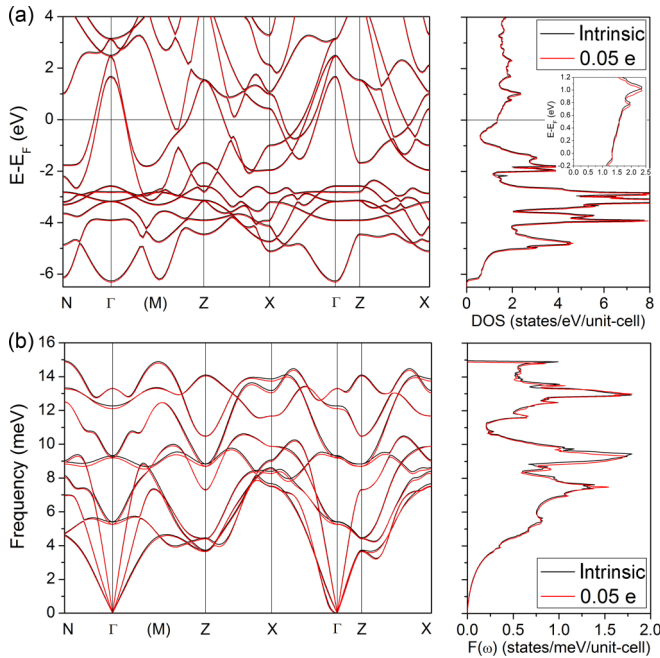 (a)
4
2
0
-2
-4
-6
E-E_F (eV)
N Γ (M) Z X Γ Z X
Intrinsic
0.05 e
1.2
1.0
0.8
0.6
0.4
0.2
0.0
-0.2
E-E_F (eV)
0.0 0.5 1.0 1.5 2.0 2.5
0 2 4 6 8
DOS (states/eV/unit-cell)
(b)
16
14
12
10
8
6
4
2
0
Frequency (meV)
N Γ (M) Z X Γ Z X
Intrinsic
0.05 e
0.0 0.5 1.0 1.5 2.0
F(ω) (states/meV/unit-cell)